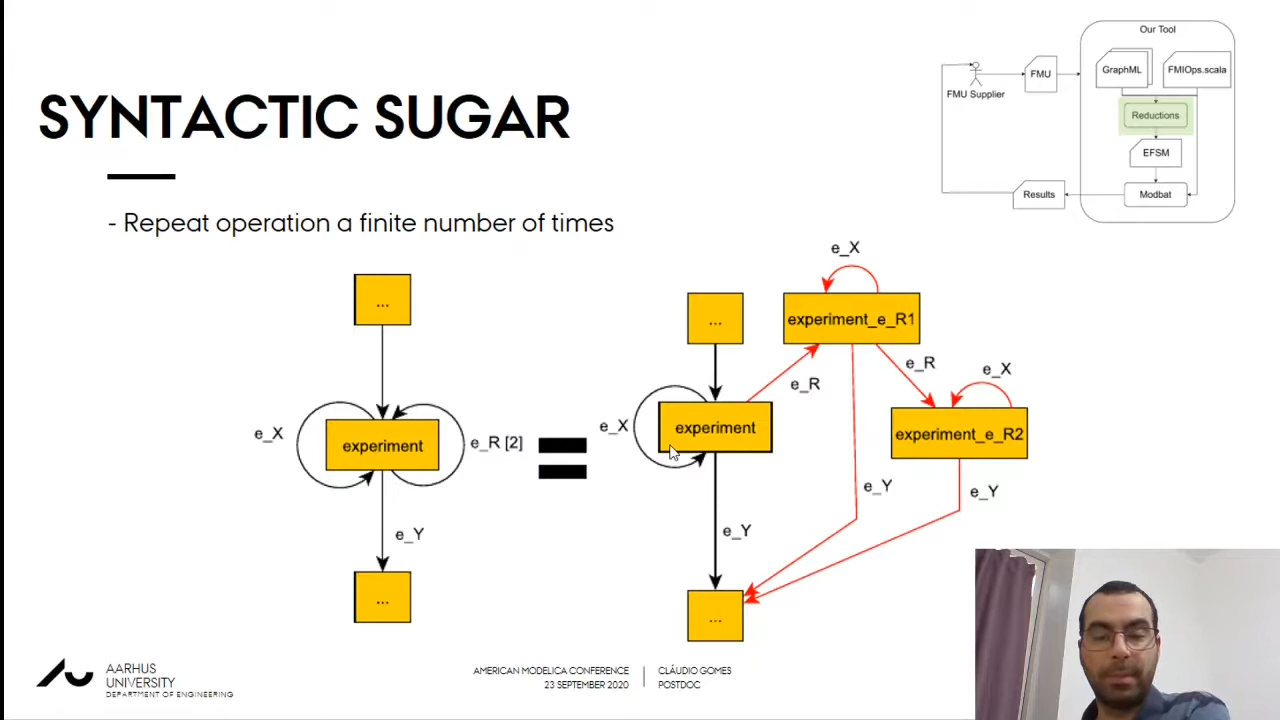 Our Tool
GraphML
FMIOps.scala
FMU
FMU Supplier
Reductions
EFSM
Results
Modbat
SYNTACTIC SUGAR
- Repeat operation a finite number of times
...
e_X
experiment
e_R [2]
e_Y
...
...
e_X
experiment
e_R
e_X
experiment_e_R1
e_R
e_X
experiment_e_R2
e_Y
e_Y
e_Y
...
AARHUS
UNIVERSITY
DEPARTMENT OF ENGINEERING
AMERICAN MODELICA CONFERENCE
23 SEPTEMBER 2020
CLÁUDIO GOMES
POSTDOC